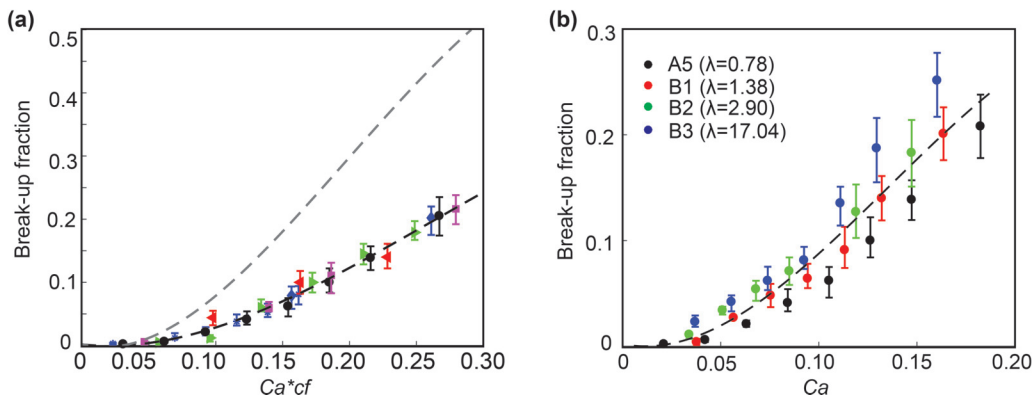 (a)
0.5
0.4
0.3
0.2
0.1
0
Break-up fraction
0 0.05 0.10 0.15 0.20 0.25 0.30
Ca*cf
(b)
0.3
0.2
0.1
0
Break-up fraction
A5 (λ=0.78)
B1 (λ=1.38)
B2 (λ=2.90)
B3 (λ=17.04)
0 0.05 0.10 0.15 0.20
Ca